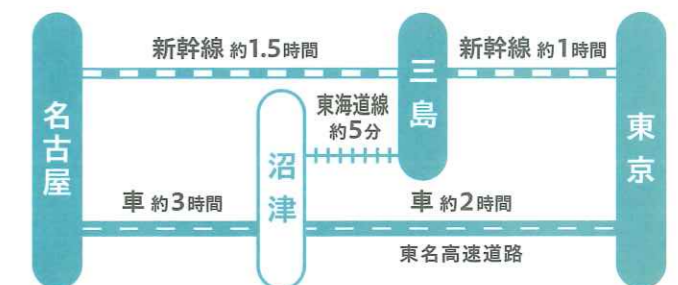 新幹線 約1.5時間
新幹線 約1時間
名古屋
三島
東京
東海道線
約5分
沼津
車 約3時間
車 約2時間
東名高速道路